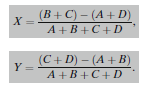 X = (B + C) − (A + D) / A + B + C + D,
Y = (C + D) − (A + B) / A + B + C + D.